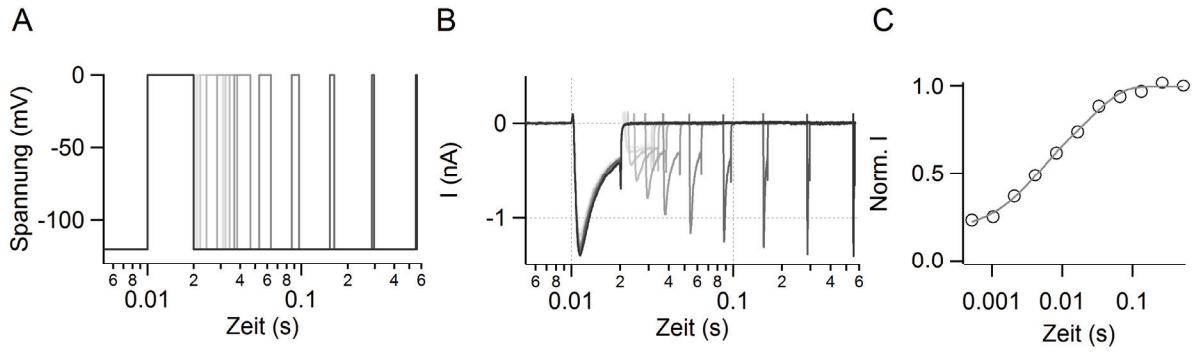 A
Spannung (mV)
0
-50
-100
6 8 0.01 2 4 6 8 0.1 2 4 6
Zeit (s)
B
I (nA)
0
-1
6 8 0.01 2 4 6 8 0.1 2 4 6
Zeit (s)
C
Norm. I
1.0
0.5
0.0
0.001 0.01 0.1
Zeit (s)